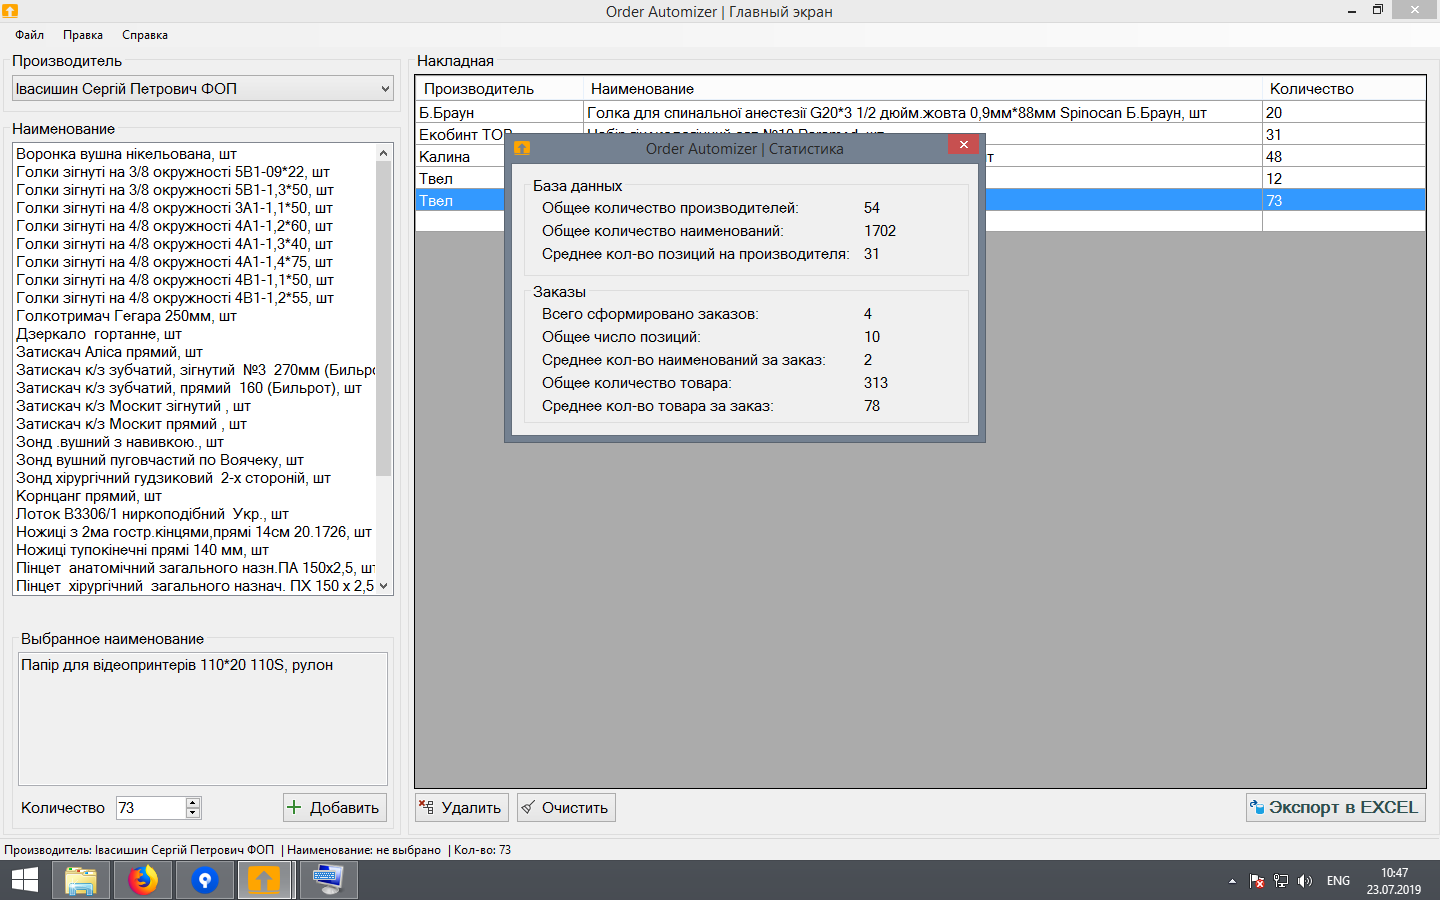 Order Automizer | Главный экран
Файл Правка Справка
Производитель
Івасишин Сергій Петрович ФОП
Наименование
Воронка вушна нікельована, шт
Голки зігнуті на 3/8 окружності 5В1-09*22, шт
Голки зігнуті на 3/8 окружності 5В1-1,3*50, шт
Голки зігнуті на 4/8 окружності 3А1-1,1*50, шт
Голки зігнуті на 4/8 окружності 4А1-1,2*60, шт
Голки зігнуті на 4/8 окружності 4А1-1,3*40, шт
Голки зігнуті на 4/8 окружності 4А1-1,4*75, шт
Голки зігнуті на 4/8 окружності 4В1-1,1*50, шт
Голки зігнуті на 4/8 окружності 4В1-1,2*55, шт
Голкотримач Гегара 250мм, шт
Дзеркало  гортанне, шт
Затискач Аліса прямий, шт
Затискач к/з зубчатий, зігнутий  №3  270мм (Бильро
Затискач к/з зубчатий, прямий  160 (Бильрот), шт
Затискач к/з Москит зігнутий , шт
Затискач к/з Москит прямий , шт
Зонд .вушний з навивкою., шт
Зонд вушний пуговчастий по Воячеку, шт
Зонд хірургічний гудзиковий  2-х стороній, шт
Корнцанг прямий, шт
Лоток В3306/1 ниркоподібний  Укр., шт
Ножиці з 2ма гостр.кінцями,прямі 14см 20.1726, шт
Ножиці тупокінечні прямі 140 мм, шт
Пінцет  анатомічний загального назн.ПА 150х2,5, шт
Пінцет  хірургічний  загального назнач. ПХ 150 х 2,5
Выбранное наименование
Папір для відеопринтерів 110*20 110S, рулон
Количество 73 Добавить
Накладная
Производитель Наименование Количество
Б.Браун Голка для спинальної анестезії G20*3 1/2 дюйм.жовта 0,9мм*88мм Spinocan Б.Браун, шт 20
Екобинт ТОВ 31
Калина т 48
Твел 12
Твел 73
Order Automizer | Статистика
База данных
Общее количество производителей: 54
Общее количество наименований: 1702
Среднее кол-во позиций на производителя: 31
Заказы
Всего сформировано заказов: 4
Общее число позиций: 10
Среднее кол-во наименований за заказ: 2
Общее количество товара: 313
Среднее кол-во товара за заказ: 78
Удалить Очистить Экспорт в EXCEL
Производитель: Івасишин Сергій Петрович ФОП | Наименование: не выбрано | Кол-во: 73
ENG
10:47
23.07.2019